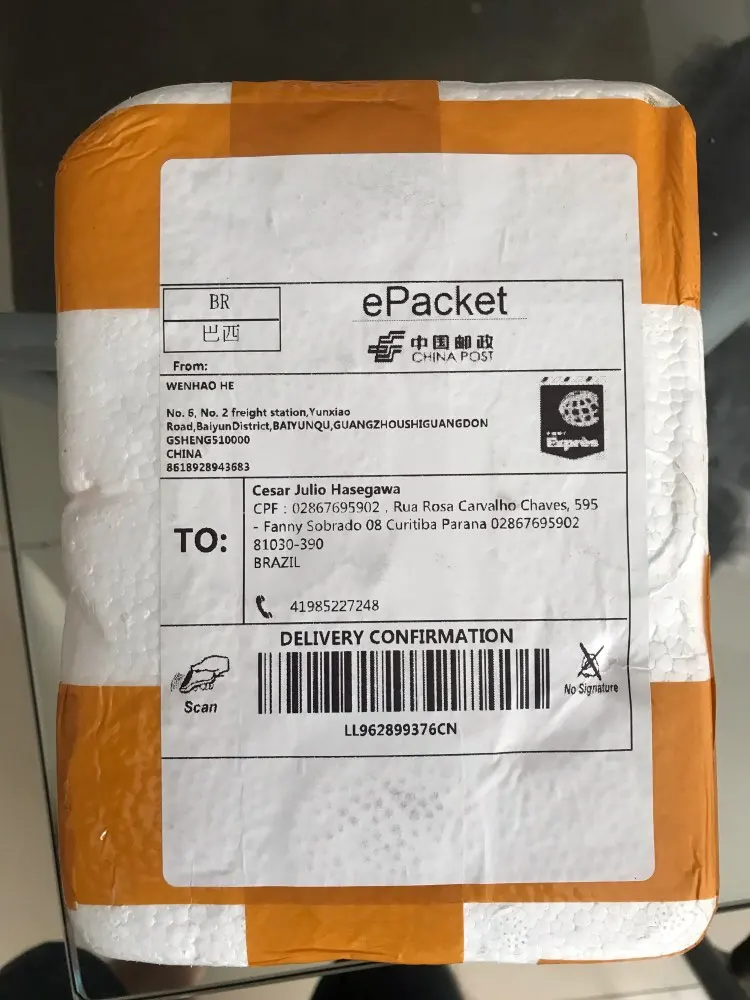 BR
巴西
ePacket
中国邮政
CHINA POST
From:
WENHAO HE
No. 6, No. 2 freight station,Yunxiao
Road,BaiyunDistrict,BAIYUNQU,GUANGZHOUSHIGUANGDON
GSHENG510000
CHINA
8618928943683
Exprès
TO:
Cesar Julio Hasegawa
CPF : 02867695902 , Rua Rosa Carvalho Chaves, 595
- Fanny Sobrado 08 Curitiba Parana 02867695902
81030-390
BRAZIL
41985227248
DELIVERY CONFIRMATION
Scan
No Signature
LL962899376CN